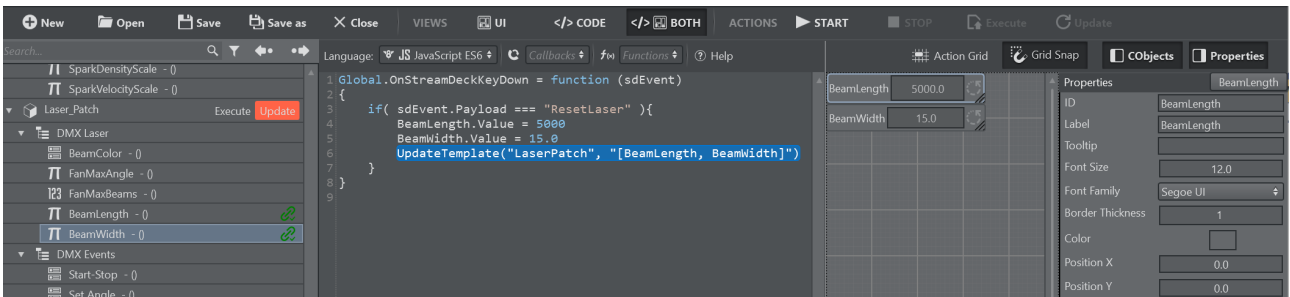 New Open Save Save as Close VIEWS UI </> CODE </> BOTH ACTIONS START STOP Execute Update
Search...
SparkDensityScale - ()
SparkVelocityScale - ()
Laser_Patch Execute Update
DMX Laser
BeamColor - ()
FanMaxAngle - ()
123 FanMaxBeams - ()
BeamLength - ()
BeamWidth - ()
DMX Events
Start-Stop - ()
Set Angle - ()
Language: JS JavaScript ES6 Callbacks f(x) Functions Help
1 Global.OnStreamDeckKeyDown = function (sdEvent)
2 {
3 if( sdEvent.Payload === "ResetLaser" ){
4 BeamLength.Value = 5000
5 BeamWidth.Value = 15.0
6 UpdateTemplate("LaserPatch", "[BeamLength, BeamWidth]")
7 }
8 }
9
Action Grid Grid Snap CObjects Properties
BeamLength 5000.0
BeamWidth 15.0
Properties BeamLength
ID BeamLength
Label BeamLength
Tooltip
Font Size 12.0
Font Family Segoe UI
Border Thickness 1
Color
Position X 0.0
Position Y 0.0